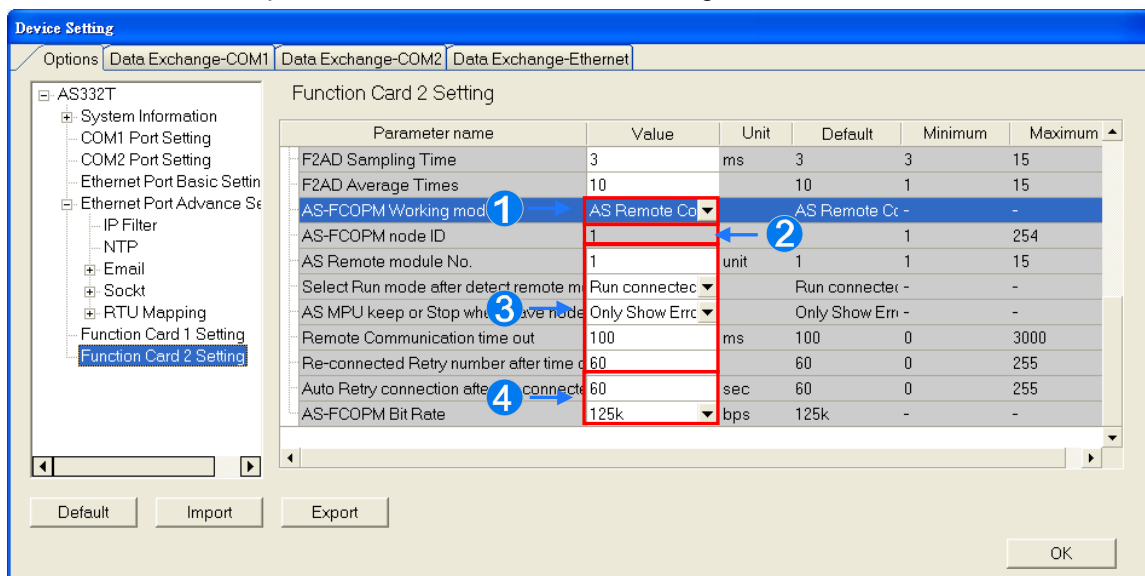 Device Setting
Options Data Exchange-COM1 Data Exchange-COM2 Data Exchange-Ethernet
AS332T
System Information
COM1 Port Setting
COM2 Port Setting
Ethernet Port Basic Settin
Ethernet Port Advance Se
IP Filter
NTP
Email
Sockt
RTU Mapping
Function Card 1 Setting
Function Card 2 Setting
Function Card 2 Setting
Parameter name Value Unit Default Minimum Maximum
F2AD Sampling Time 3 ms 3 3 15
F2AD Average Times 10 10 1 15
AS-FCOPM Working mod 1 AS Remote Co AS Remote Cc - -
AS-FCOPM node ID 1 2 1 254
AS Remote module No. 1 unit 1 1 15
Select Run mode after detect remote m Run connectec Run connectec - -
AS MPU keep or Stop whe 3 ave node Only Show Errc Only Show Err - -
Remote Communication time out 100 ms 100 0 3000
Re-connected Retry number after time 60 60 0 255
Auto Retry connection afte 4 connecte 60 sec 60 0 255
AS-FCOPM Bit Rate 125k bps 125k - -
Default Import Export
OK